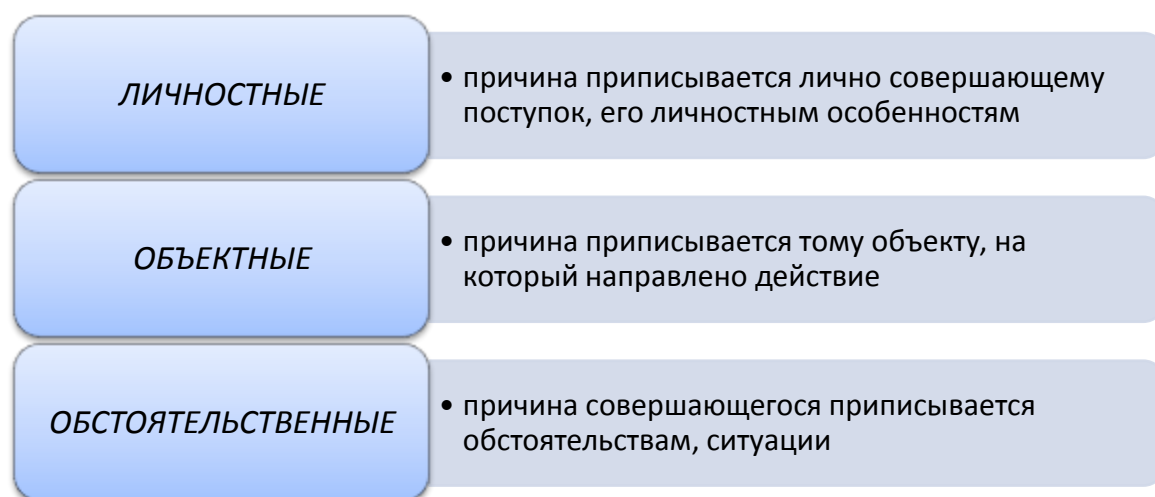 ЛИЧНОСТНЫЕ
• причина приписывается лично совершающему
поступок, его личностным особенностям
ОБЪЕКТНЫЕ
• причина приписывается тому объекту, на
который направлено действие
ОБСТОЯТЕЛЬСТВЕННЫЕ
• причина совершающегося приписывается
обстоятельствам, ситуации